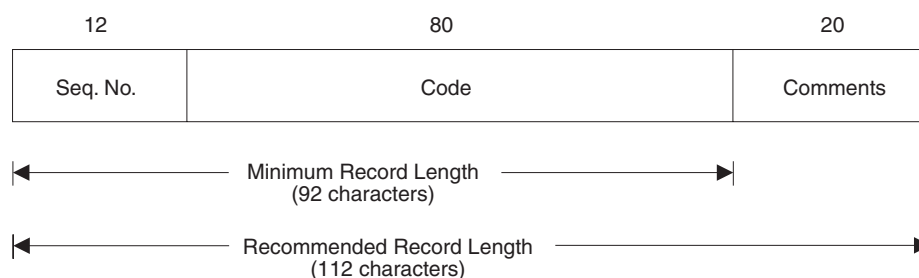 12 80 20
Seq. No. Code Comments
Minimum Record Length
(92 characters)
Recommended Record Length
(112 characters)